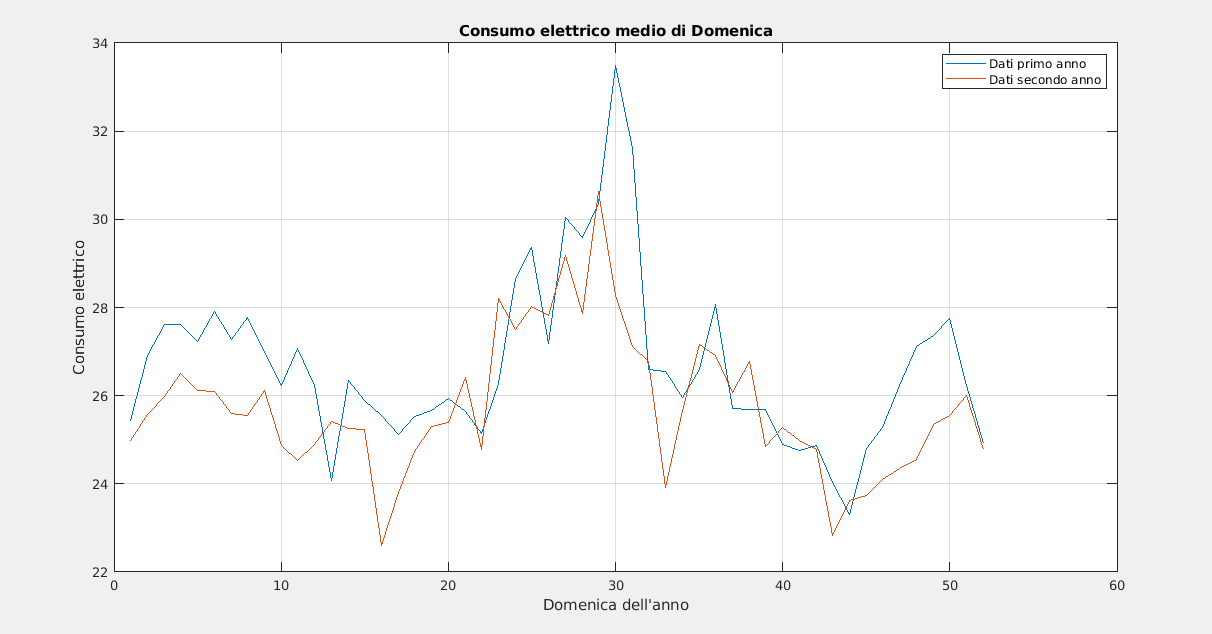 Consumo elettrico medio di Domenica
Dati primo anno
Dati secondo anno
Consumo elettrico
34
32
30
28
26
24
22
0 10 20 30 40 50 60
Domenica dell'anno